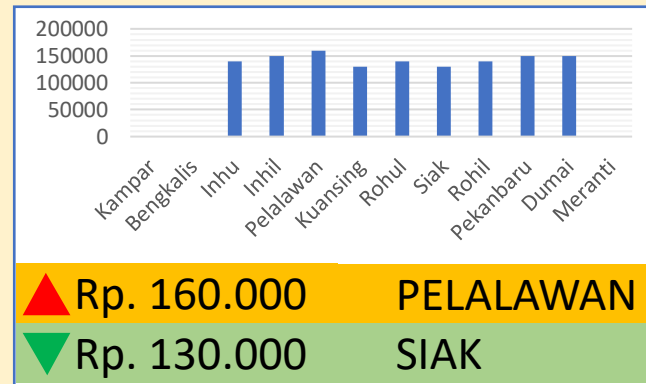 200000
150000
100000
50000
0
Kampar
Bengkalis
Inhu
Inhil
Pelalawan
Kuansing
Rohul
Siak
Rohil
Pekanbaru
Dumai
Meranti
Rp. 160.000 PELALAWAN
Rp. 130.000 SIAK